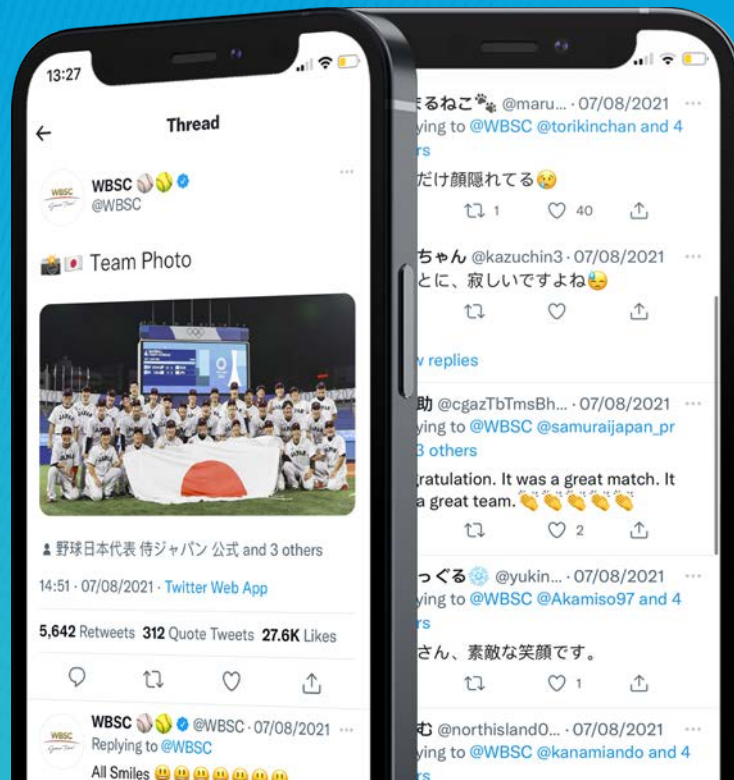 13:27
Thread
WBSC
@WBSC
Team Photo
野球日本代表 侍ジャパン 公式 and 3 others
14:51 · 07/08/2021 · Twitter Web App
5,642 Retweets 312 Quote Tweets 27.6K Likes
WBSC @WBSC · 07/08/2021 ···
Replying to @WBSC
All Smiles 😀😀😀😀😀😀😀
るねこ🐾 @maru... · 07/08/2021 ···
ying to @WBSC @torikinchan and 4
rs
だけ顔隠れてる😢
1 40
ちゃん @kazuchin3 · 07/08/2021 ···
とに、寂しいですよね😓
replies
助 @cgazTbTmsBh... · 07/08/2021 ···
ying to @WBSC @samuraijapan_pr
3 others
gratulation. It was a great match. It
a great team. 👏👏👏👏👏
2
っぐる❄️ @yukin... · 07/08/2021 ···
ying to @WBSC @Akamiso97 and 4
rs
さん、素敵な笑顔です。
1
む @northisland0... · 07/08/2021 ···
ying to @WBSC @kanamiando and 4
rs